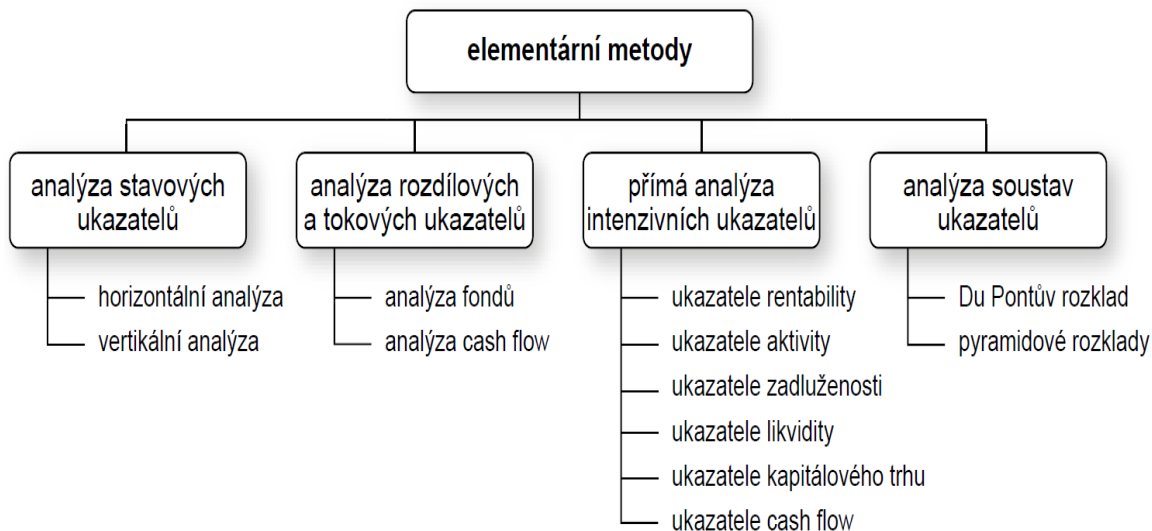 elementární metody
analýza stavových
ukazatelů
horizontální analýza
vertikální analýza
analýza rozdílových
a tokových ukazatelů
analýza fondů
analýza cash flow
přímá analýza
intenzivních ukazatelů
ukazatele rentability
ukazatele aktivity
ukazatele zadluženosti
ukazatele likvidity
ukazatele kapitálového trhu
ukazatele cash flow
analýza soustav
ukazatelů
Du Pontův rozklad
pyramidové rozklady